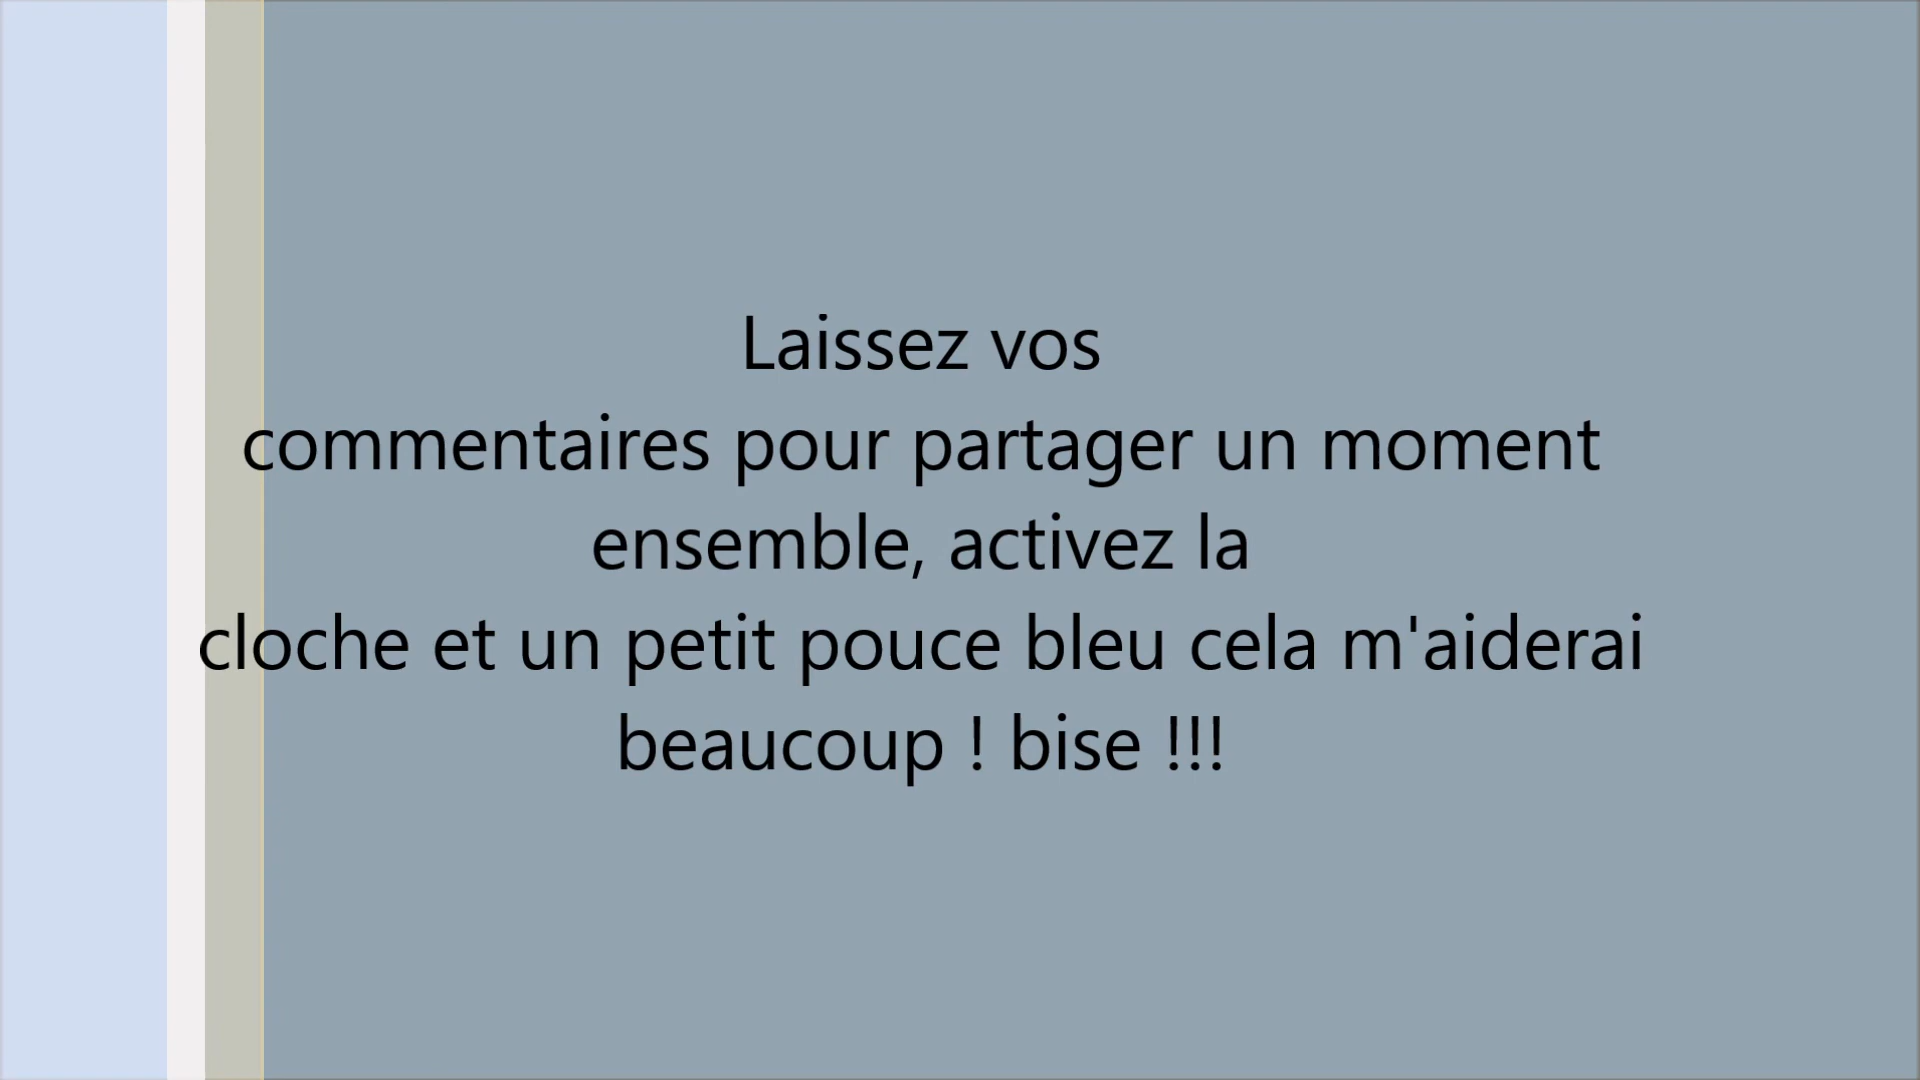 Laissez vos
commentaires pour partager un moment
ensemble, activez la
cloche et un petit pouce bleu cela m'aiderai
beaucoup ! bise !!!